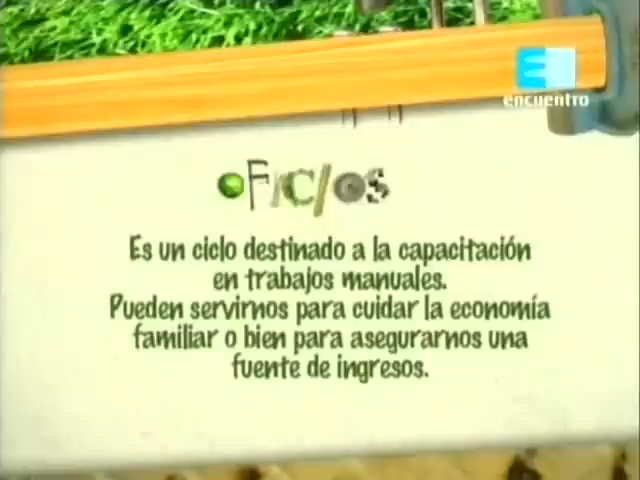 encuentro
OFICIOS
Es un ciclo destinado a la capacitación
en trabajos manuales.
Pueden servirnos para cuidar la economía
familiar o bien para asegurarnos una
fuente de ingresos.